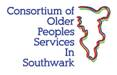 Consortium of
Older
Peoples
Services
In
Southwark